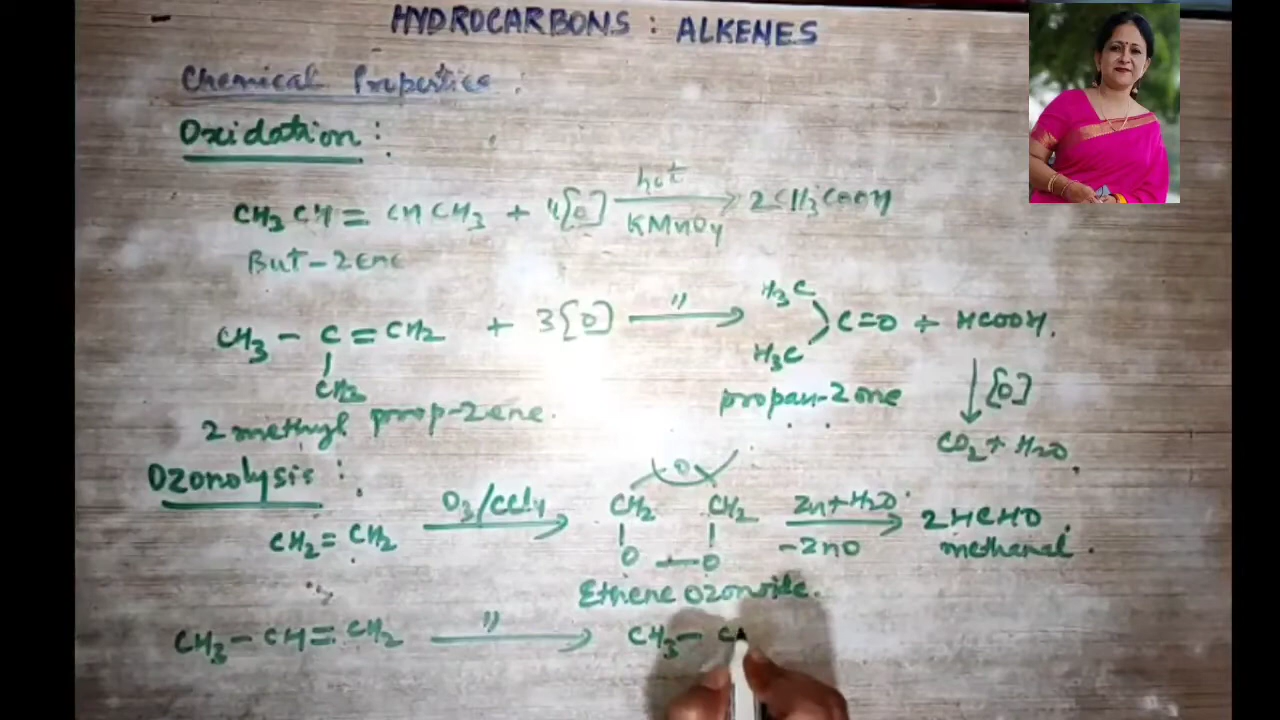 HYDROCARBONS : ALKENES
Chemical Properties :
Oxidation :
CH3 CH = CH CH3 + 4[O] hot KMnO4 → 2CH3COOH
But-2ene
CH3 - C = CH2 + 3[O] " → H3C H3C C=O + HCOOH.
CH3
[O]
2 methyl prop-2ene.
propan-2one
CO2 + H2O.
Ozonolysis :
CH2 = CH2 O3/CCl4 → CH2 O CH2 O — O Zn+H2O -ZnO → 2HCHO.
Ethene Ozonide.
methanal.
CH3 - CH = CH2 " → CH3 - C